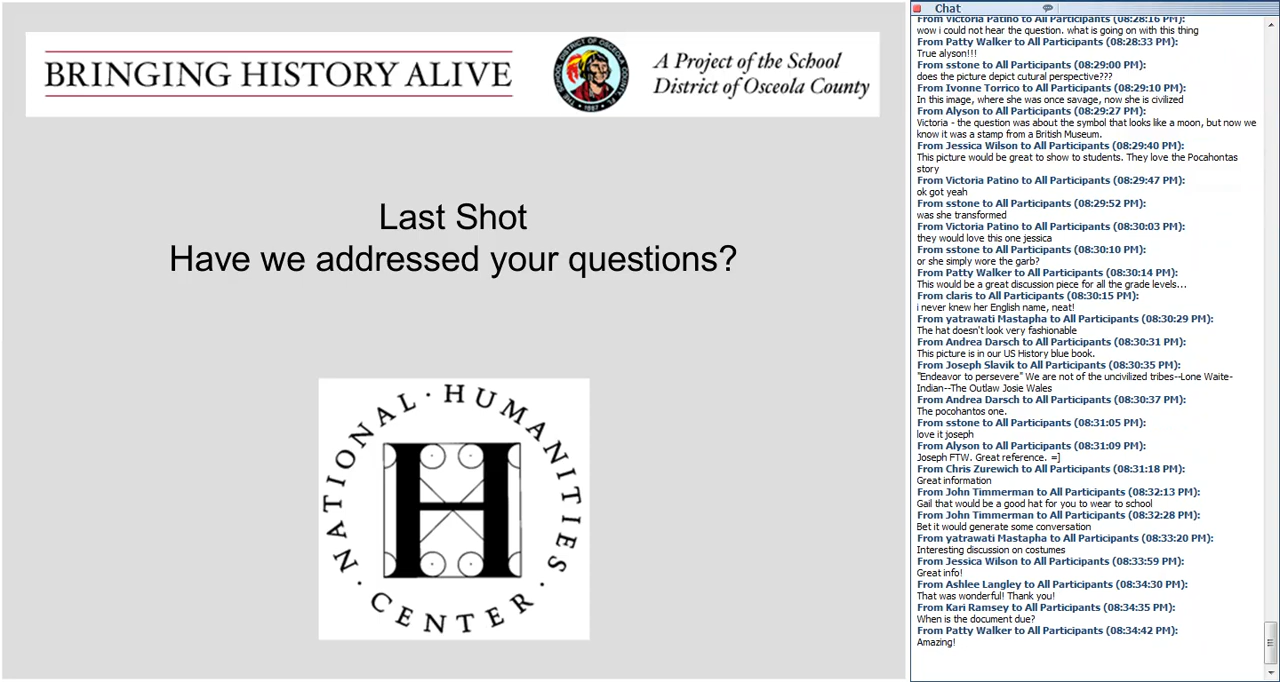 BRINGING HISTORY ALIVE
THE SCHOOL DISTRICT OF OSCEOLA COUNTY, FL
1887
A Project of the School
District of Osceola County
Last Shot
Have we addressed your questions?
NATIONAL · HUMANITIES · CENTER ·
H
Chat
From Victoria Patino to All Participants (08:28:16 PM):
wow i could not hear the question. what is going on with this thing
From Patty Walker to All Participants (08:28:33 PM):
True alyson!!!
From sstone to All Participants (08:29:00 PM):
does the picture depict cutural perspective???
From Ivonne Torrico to All Participants (08:29:10 PM):
In this image, where she was once savage, now she is civilized
From Alyson to All Participants (08:29:27 PM):
Victoria - the question was about the symbol that looks like a moon, but now we
know it was a stamp from a British Museum.
From Jessica Wilson to All Participants (08:29:40 PM):
This picture would be great to show to students. They love the Pocahontas
story
From Victoria Patino to All Participants (08:29:47 PM):
ok got yeah
From sstone to All Participants (08:29:52 PM):
was she transformed
From Victoria Patino to All Participants (08:30:03 PM):
they would love this one jessica
From sstone to All Participants (08:30:10 PM):
or she simply wore the garb?
From Patty Walker to All Participants (08:30:14 PM):
This would be a great discussion piece for all the grade levels...
From claris to All Participants (08:30:15 PM):
i never knew her English name, neat!
From yatrawati Mastapha to All Participants (08:30:29 PM):
The hat doesn't look very fashionable
From Andrea Darsch to All Participants (08:30:31 PM):
This picture is in our US History blue book.
From Joseph Slavik to All Participants (08:30:35 PM):
"Endeavor to persevere" We are not of the uncivilized tribes--Lone Waite-
Indian--The Outlaw Josie Wales
From Andrea Darsch to All Participants (08:30:37 PM):
The pocohantos one.
From sstone to All Participants (08:31:05 PM):
love it joseph
From Alyson to All Participants (08:31:09 PM):
Joseph FTW. Great reference. =]
From Chris Zurewich to All Participants (08:31:18 PM):
Great information
From John Timmerman to All Participants (08:32:13 PM):
Gail that would be a good hat for you to wear to school
From John Timmerman to All Participants (08:32:28 PM):
Bet it would generate some conversation
From yatrawati Mastapha to All Participants (08:33:20 PM):
Interesting discussion on costumes
From Jessica Wilson to All Participants (08:33:59 PM):
Great info!
From Ashlee Langley to All Participants (08:34:30 PM):
That was wonderful! Thank you!
From Kari Ramsey to All Participants (08:34:35 PM):
When is the document due?
From Patty Walker to All Participants (08:34:42 PM):
Amazing!